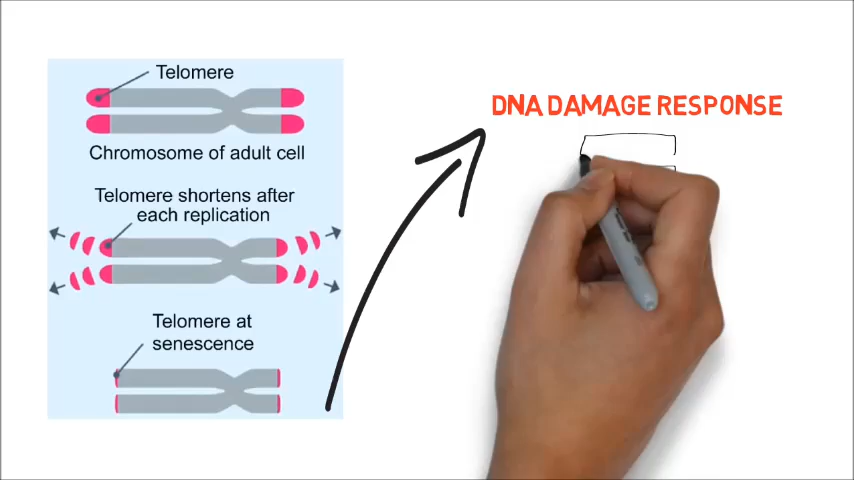 Telomere
Chromosome of adult cell
Telomere shortens after
each replication
Telomere at
senescence
DNA DAMAGE RESPONSE